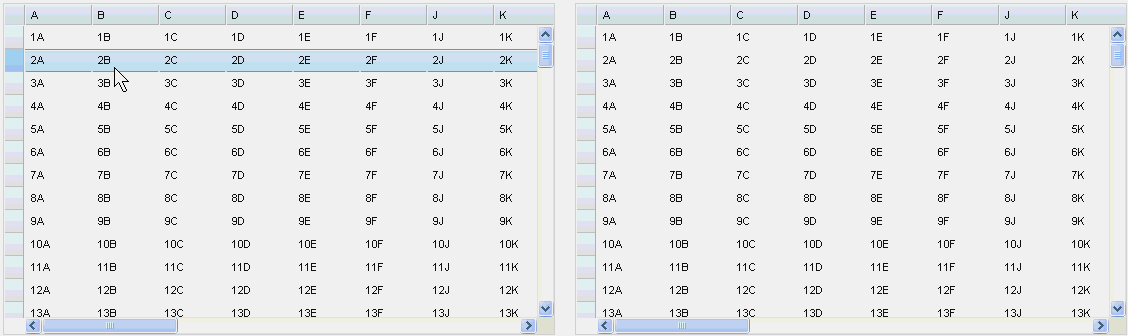 A B C D E F J K
1A 1B 1C 1D 1E 1F 1J 1K
2A 2B 2C 2D 2E 2F 2J 2K
3A 3B 3C 3D 3E 3F 3J 3K
4A 4B 4C 4D 4E 4F 4J 4K
5A 5B 5C 5D 5E 5F 5J 5K
6A 6B 6C 6D 6E 6F 6J 6K
7A 7B 7C 7D 7E 7F 7J 7K
8A 8B 8C 8D 8E 8F 8J 8K
9A 9B 9C 9D 9E 9F 9J 9K
10A 10B 10C 10D 10E 10F 10J 10K
11A 11B 11C 11D 11E 11F 11J 11K
12A 12B 12C 12D 12E 12F 12J 12K
13A 13B 13C 13D 13E 13F 13J 13K
A B C D E F J K
1A 1B 1C 1D 1E 1F 1J 1K
2A 2B 2C 2D 2E 2F 2J 2K
3A 3B 3C 3D 3E 3F 3J 3K
4A 4B 4C 4D 4E 4F 4J 4K
5A 5B 5C 5D 5E 5F 5J 5K
6A 6B 6C 6D 6E 6F 6J 6K
7A 7B 7C 7D 7E 7F 7J 7K
8A 8B 8C 8D 8E 8F 8J 8K
9A 9B 9C 9D 9E 9F 9J 9K
10A 10B 10C 10D 10E 10F 10J 10K
11A 11B 11C 11D 11E 11F 11J 11K
12A 12B 12C 12D 12E 12F 12J 12K
13A 13B 13C 13D 13E 13F 13J 13K